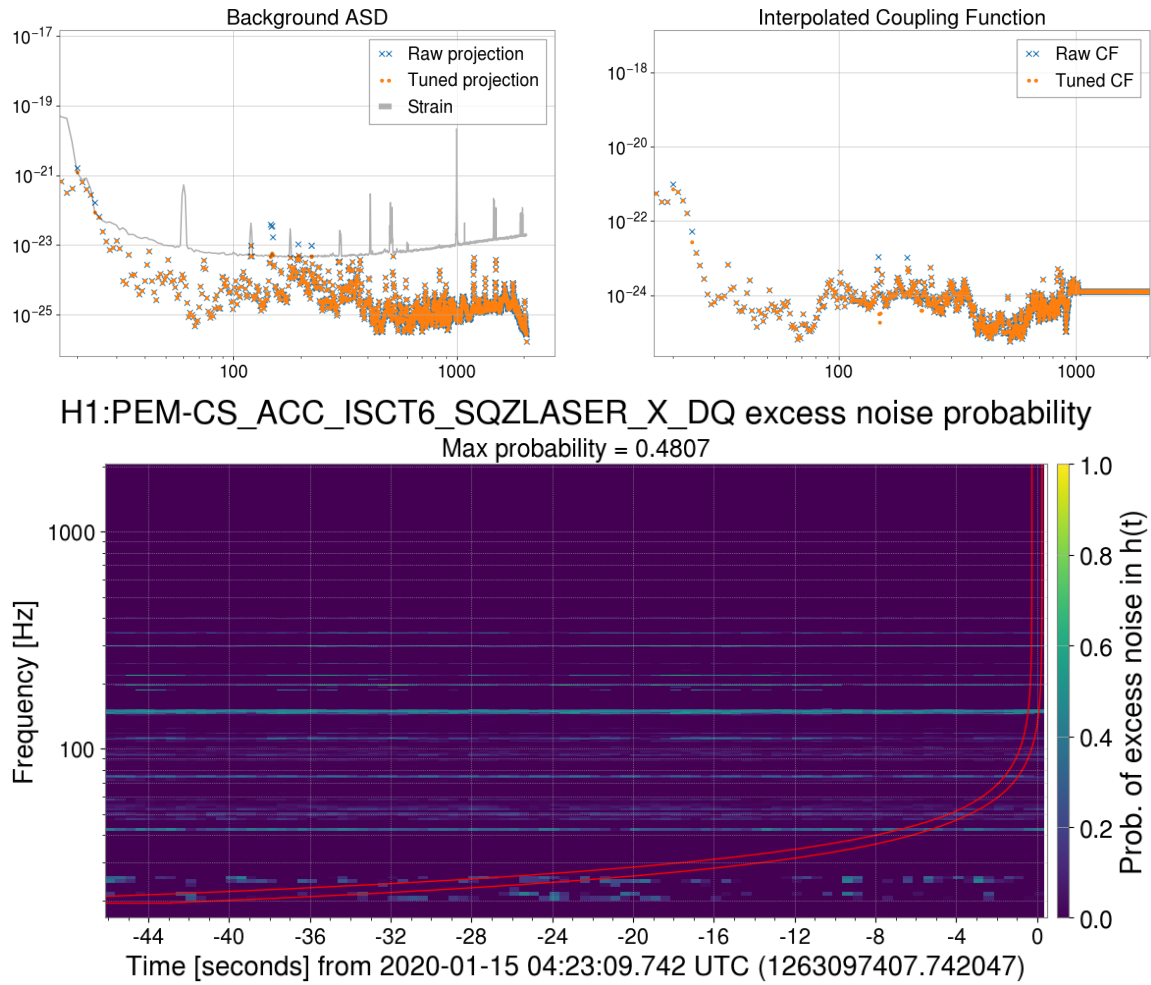 Background ASD
10⁻¹⁷
10⁻¹⁹
10⁻²¹
10⁻²³
10⁻²⁵
100
1000
Raw projection
Tuned projection
Strain
Interpolated Coupling Function
10⁻¹⁸
10⁻²⁰
10⁻²²
10⁻²⁴
100
1000
Raw CF
Tuned CF
H1:PEM-CS_ACC_ISCT6_SQZLASER_X_DQ excess noise probability
Max probability = 0.4807
Frequency [Hz]
1000
100
-44 -40 -36 -32 -28 -24 -20 -16 -12 -8 -4 0
Time [seconds] from 2020-01-15 04:23:09.742 UTC (1263097407.742047)
1.0
0.8
0.6
0.4
0.2
0.0
Prob. of excess noise in h(t)